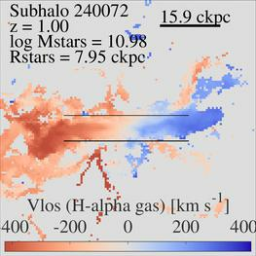 Subhalo 240072
15.9 ckpc
z = 1.00
log Mstars = 10.98
Rstars = 7.95 ckpc
Vlos (H-alpha gas) [km s⁻¹]
400 -200 0 200 400